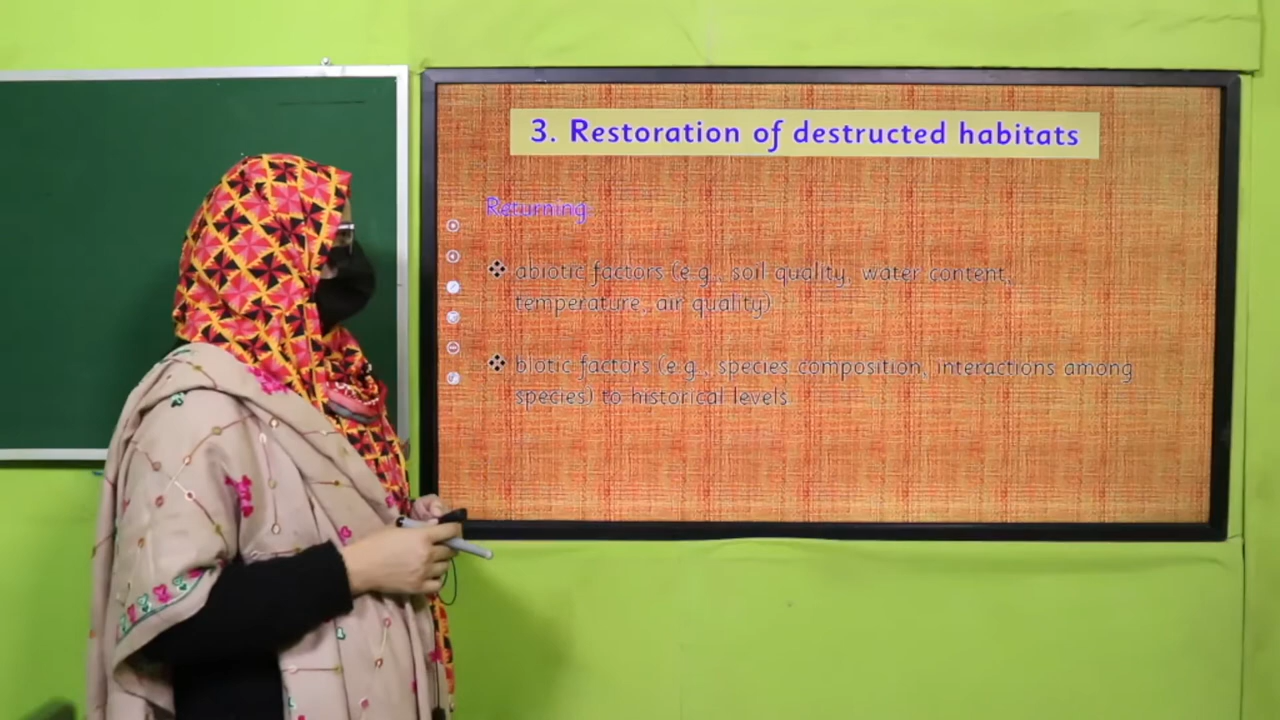 3. Restoration of destructed habitats
Returning
abiotic factors (e.g., soil quality, water content,
temperature, air quality)
biotic factors (e.g., species composition, interactions among
species) to historical levels